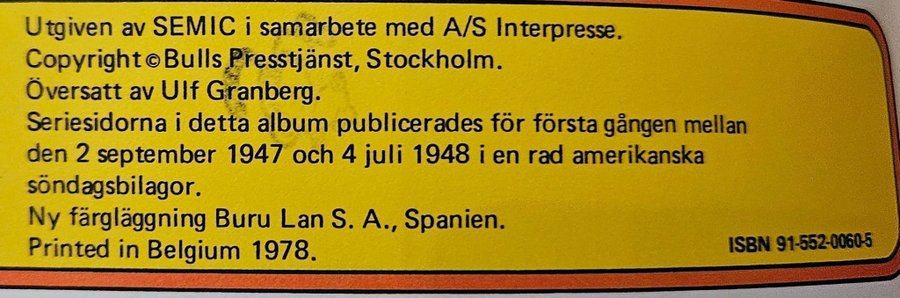 Utgiven av SEMIC i samarbete med A/S Interpresse.
Copyright © Bulls Presstjänst, Stockholm.
Översatt av Ulf Granberg.
Seriesidorna i detta album publicerades för första gången mellan
den 2 september 1947 och 4 juli 1948 i en rad amerikanska
söndagsbilagor.
Ny färgläggning Buru Lan S. A., Spanien.
Printed in Belgium 1978.
ISBN 91-552-0060-5